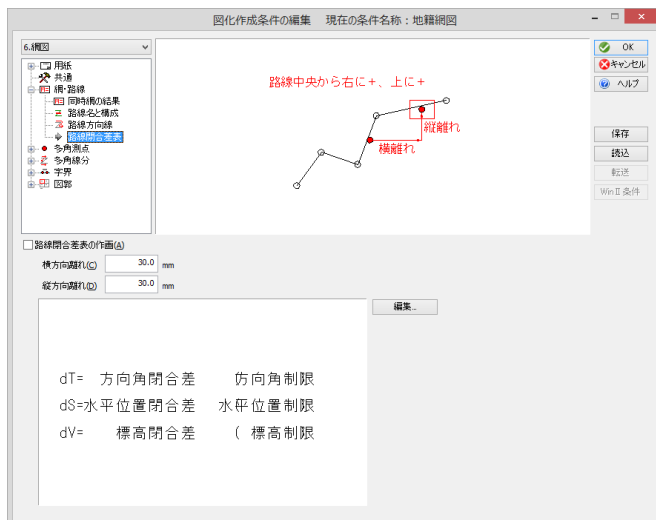 図化作成条件の編集　現在の条件名称：地籍網図
6.網図
用紙
共通
網・路線
同時網の結果
路線名と構成
路線方向線
路線閉合差表
多角測点
多角線分
字界
図郭
路線中央から右に＋、上に＋
縦離れ
横離れ
OK
キャンセル
ヘルプ
保存
読込
転送
WinⅡ条件
路線閉合差表の作画(A)
横方向離れ(C) 30.0 mm
縦方向離れ(D) 30.0 mm
編集...
dT= 方向角閉合差 方向角制限
dS=水平位置閉合差 水平位置制限
dV= 標高閉合差 ( 標高制限